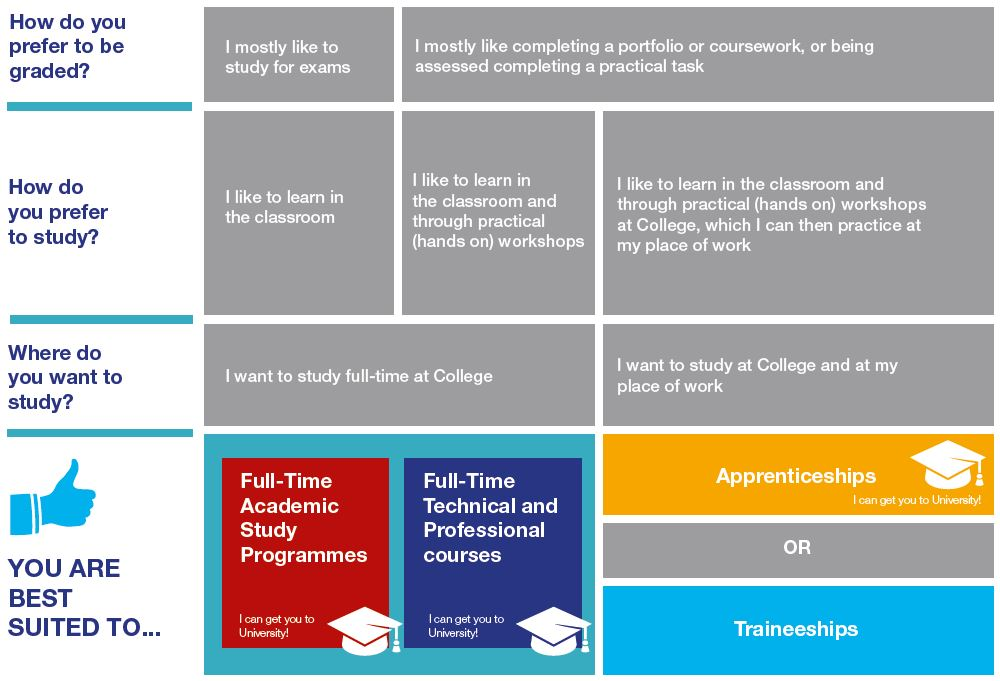 How do you
prefer to be
graded?
I mostly like to
study for exams
I mostly like completing a portfolio or coursework, or being
assessed completing a practical task
How do
you prefer
to study?
I like to learn in
the classroom
I like to learn in
the classroom and
through practical
(hands on) workshops
I like to learn in the classroom and
through practical (hands on) workshops
at College, which I can then practice at
my place of work
Where do
you want to
study?
I want to study full-time at College
I want to study at College and at my
place of work
YOU ARE
BEST
SUITED TO...
Full-Time
Academic
Study
Programmes
I can get you to
University!
Full-Time
Technical and
Professional
courses
I can get you to
University!
Apprenticeships
I can get you to University!
OR
Traineeships